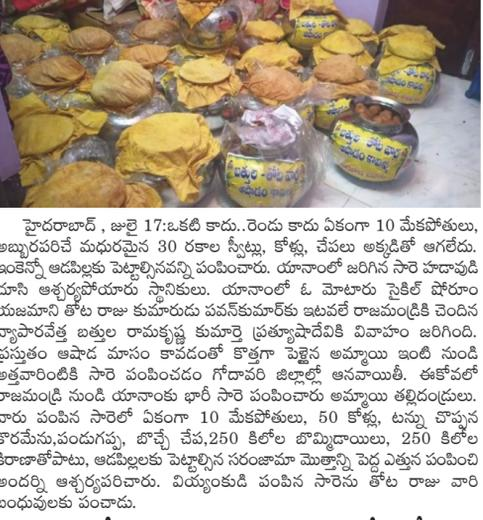 బత్తుల - తోట వారి
ఆషాడం కావిళ్ళు
హైదరాబాద్ , జులై 17:ఒకటి కాదు..రెండు కాదు ఏకంగా 10 మేకపోతులు,
అబ్బురపరిచే మధురమైన 30 రకాల స్వీట్లు, కోళ్ళు, చేపలు అక్కడితో ఆగలేదు.
ఇంకెన్నో ఆడపిల్లకు పెట్టాల్సినవన్ని పంపించారు. యానాంలో జరిగిన సారె హడావుడి
చూసి ఆశ్చర్యపోయారు స్థానికులు. యానాంలో ఓ మోటారు సైకిల్ షోరూం
యజమాని తోట రాజు కుమారుడు పవన్‌కుమార్‌కు ఇటవలే రాజమండ్రికి చెందిన
వ్యాపారవేత్త బత్తుల రామకృష్ణ కుమార్తె ప్రత్యూషాదేవికి వివాహం జరిగింది.
ప్రస్తుతం ఆషాడ మాసం కావడంతో కొత్తగా పెళ్లైన అమ్మాయి ఇంటి నుండి
అత్తవారింటికి సారె పంపించడం గోదావరి జిల్లాల్లో ఆనవాయితీ. ఈకోవలో
రాజమండ్రి నుండి యానాంకు భారీ సారె పంపించారు అమ్మాయి తల్లిదండ్రులు.
వారు పంపిన సారెలో ఏకంగా 10 మేకపోతులు, 50 కోళ్లు, టన్ను చొప్పున
కొరమేను,పండుగప్ప, బొచ్చే చేప,250 కిలోల బొమ్మిడాయిలు, 250 కిలోల
కిరాణాతోపాటు, ఆడపిల్లలకు పెట్టాల్సిన సరంజామా మొత్తాన్ని పెద్ద ఎత్తున పంపించి
అందర్ని ఆశ్చర్యపరిచారు. వియ్యంకుడి పంపిన సారెను తోట రాజు వారి
బంధువులకు పంచాడు.